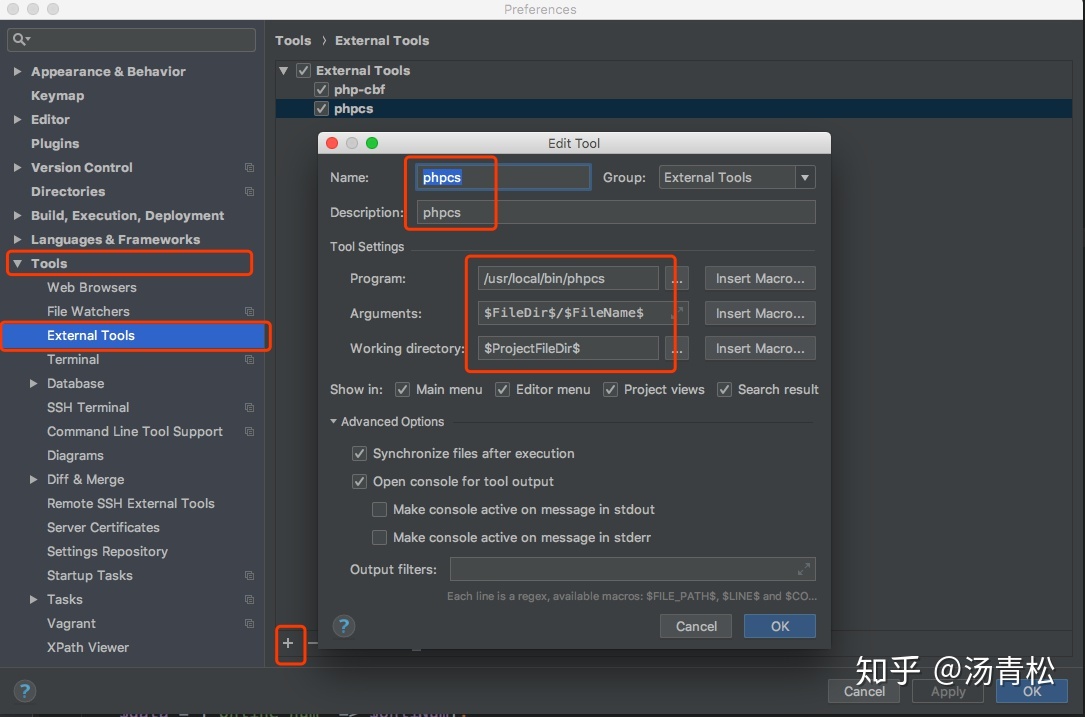 Preferences
Tools › External Tools
Appearance & Behavior
Keymap
Editor
Plugins
Version Control
Directories
Build, Execution, Deployment
Languages & Frameworks
Tools
Web Browsers
File Watchers
External Tools
Terminal
Database
SSH Terminal
Command Line Tool Support
Diagrams
Diff & Merge
Remote SSH External Tools
Server Certificates
Settings Repository
Startup Tasks
Tasks
Vagrant
XPath Viewer
External Tools
php-cbf
phpcs
Edit Tool
Name: phpcs Group: External Tools
Description: phpcs
Tool Settings
Program: /usr/local/bin/phpcs ... Insert Macro...
Arguments: $FileDir$/$FileName$ Insert Macro...
Working directory: $ProjectFileDir$ ... Insert Macro...
Show in: Main menu Editor menu Project views Search result
Advanced Options
Synchronize files after execution
Open console for tool output
Make console active on message in stdout
Make console active on message in stderr
Output filters:
Each line is a regex, available macros: $FILE_PATH$, $LINE$ and $CO...
? Cancel OK
+ −
知乎 @汤青松
? Cancel Apply OK